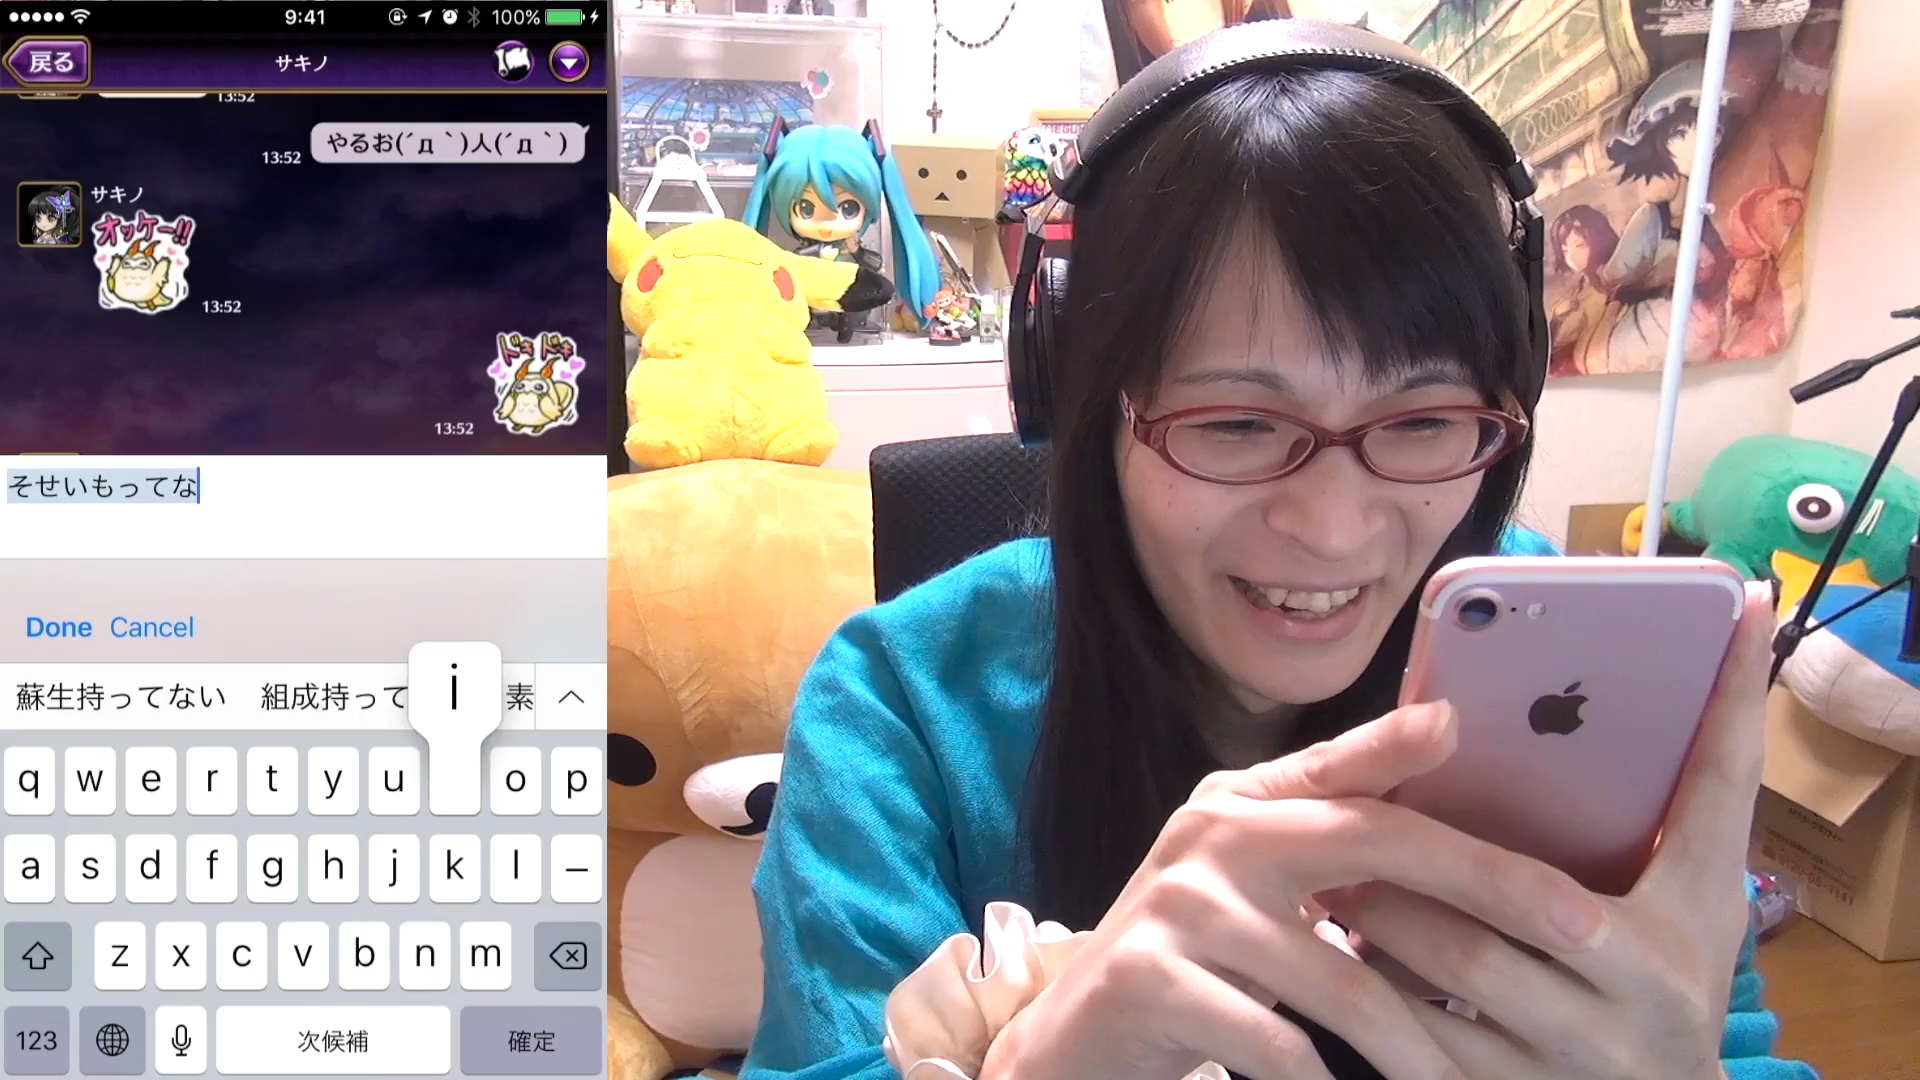 9:41
100%
戻る
サキノ
13:52
やるお(´д｀)人(´д｀)
13:52
サキノ
オッケー!!
13:52
ドキドキ
13:52
そせいもってな
Done Cancel
蘇生持ってない 組成持って 素
i
q w e r t y u o p
a s d f g h j k l ー
z x c v b n m
123 次候補 確定